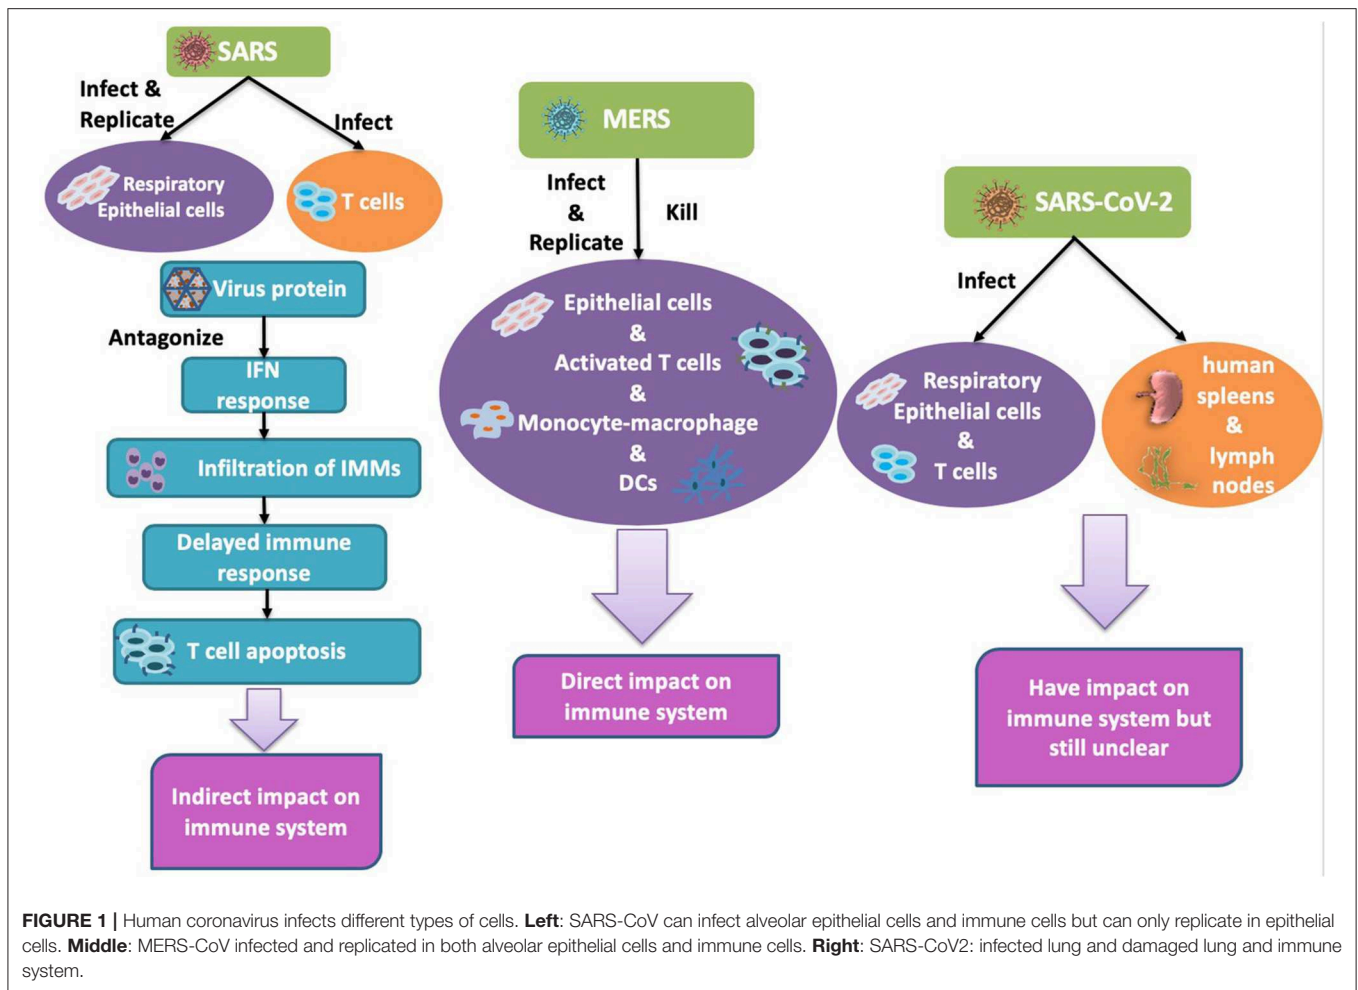 SARS
Infect &
Replicate
Infect
Respiratory
Epithelial cells
T cells
Virus protein
Antagonize
IFN
response
Infiltration of IMMs
Delayed immune
response
T cell apoptosis
Indirect impact on
immune system
MERS
Infect
&
Replicate
Kill
Epithelial cells
&
Activated T cells
&
Monocyte-macrophage
&
DCs
Direct impact on
immune system
SARS-CoV-2
Infect
Respiratory
Epithelial cells
&
T cells
human
spleens
&
lymph
nodes
Have impact on
immune system but
still unclear
FIGURE 1 | Human coronavirus infects different types of cells. Left: SARS-CoV can infect alveolar epithelial cells and immune cells but can only replicate in epithelial
cells. Middle: MERS-CoV infected and replicated in both alveolar epithelial cells and immune cells. Right: SARS-CoV2: infected lung and damaged lung and immune
system.